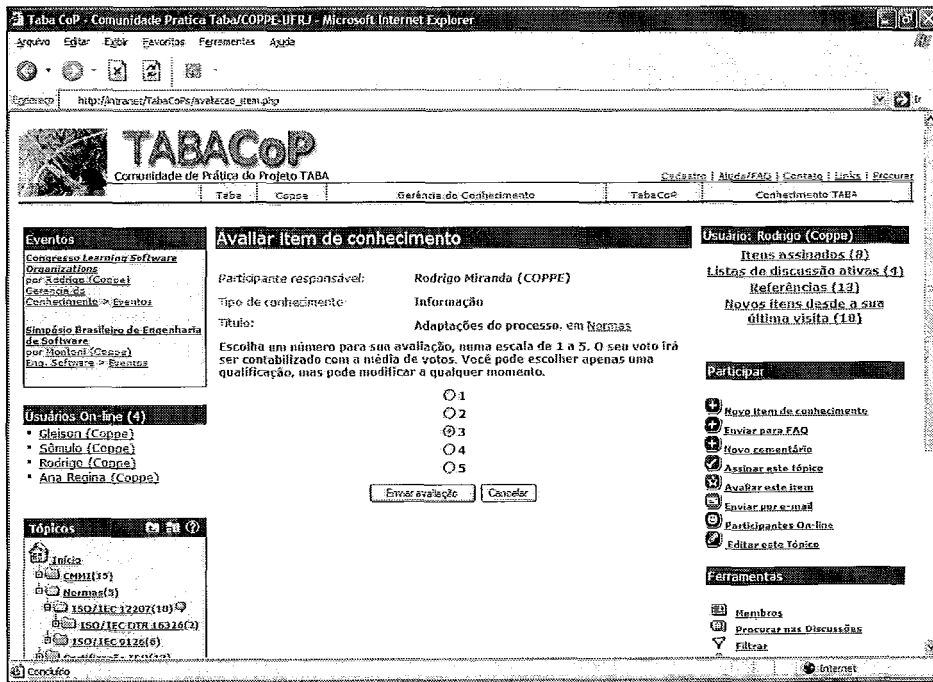 Taba CoP - Comunidade Pratica Taba/COPPE-UFRJ - Microsoft Internet Explorer
Arquivo Editar Exibir Favoritos Ferramentas Ajuda
Endereço http://intranet/TabaCoPs/avaliacao_item.php Ir
TABACoP
Comunidade de Prática do Projeto TABA
Cadastro | Ajuda/FAQ | Contato | Links | Procurar
Taba Coppe Gerência do Conhecimento TabaCoP Conhecimento TABA
Eventos
Congresso Learning Software
Organizations
por Rodrigo (Coppe)
Gerencia do
Conhecimento > Eventos
Simpósio Brasileiro de Engenharia
de Software
por Montoni (Coppe)
Eng. Software > Eventos
Usuários On-line (4)
Gleison (Coppe)
Sômulo (Coppe)
Rodrigo (Coppe)
Ana Regina (Coppe)
Tópicos
Início
CMMI(35)
Normas(3)
ISO/IEC 12207(18)
ISO/IEC DTR 16326(2)
ISO/IEC 9126(6)
Avaliar item de conhecimento
Participante responsável: Rodrigo Miranda (COPPE)
Tipo de conhecimento Informação
Título: Adaptações do processo, em Normas
Escolha um número para sua avaliação, numa escala de 1 a 5. O seu voto irá
ser contabilizado com a média de votos. Você pode escolher apenas uma
qualificação, mas pode modificar a qualquer momento.
1
2
3
4
5
Enviar avaliação Cancelar
Usuário: Rodrigo (Coppe)
Itens assinados (8)
Listas de discussão ativas (4)
Referências (13)
Novos itens desde a sua
última visita (18)
Participar
Novo item de conhecimento
Enviar para FAQ
Novo comentário
Assinar este tópico
Avaliar este item
Enviar por e-mail
Participantes On-line
Editar este Tópico
Ferramentas
Membros
Procurar nas Discussões
Filtrar
Concluído Internet